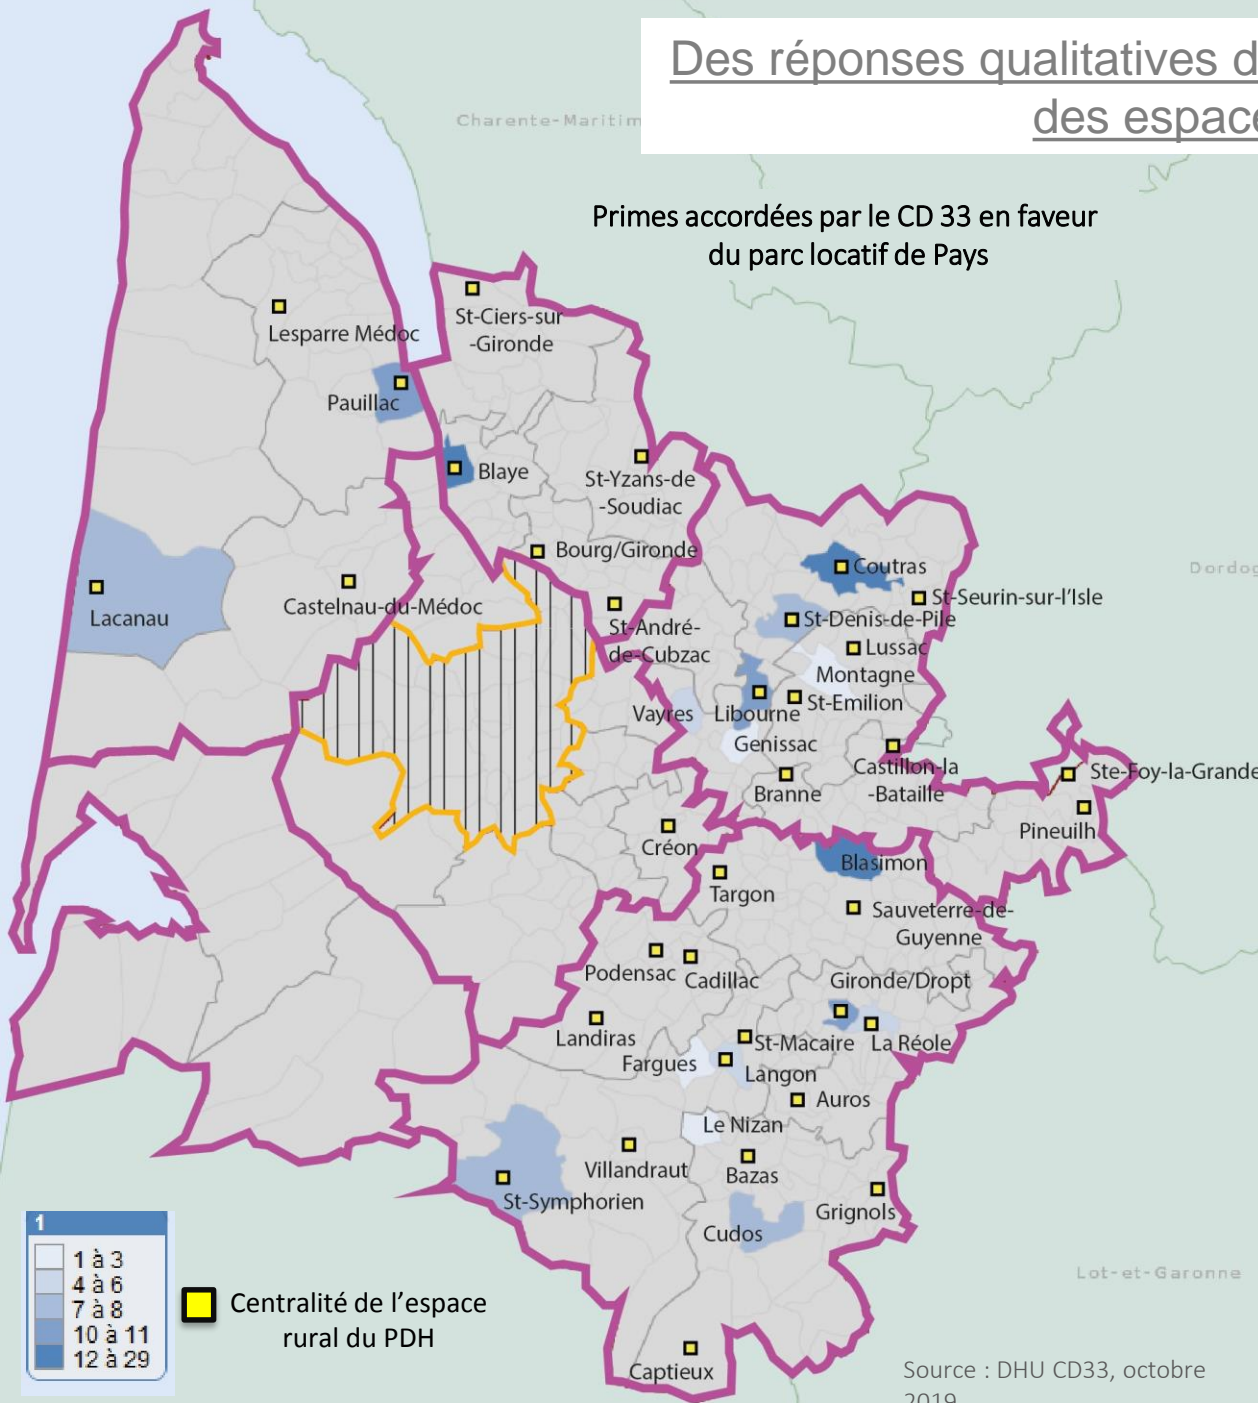 Des réponses qualitatives d
des espace
Charente-Maritim
Primes accordées par le CD 33 en faveur
du parc locatif de Pays
St-Ciers-sur
-Gironde
Lesparre Médoc
Pauillac
Blaye
St-Yzans-de
-Soudiac
Bourg/Gironde
Coutras
Dordog
Castelnau-du-Médoc
St-Seurin-sur-l'Isle
Lacanau
St-André-
de-Cubzac
St-Denis-de-Pile
Lussac
Montagne
St-Emilion
Vayres
Libourne
Genissac
Castillon-la
-Bataille
Branne
Ste-Foy-la-Grande
Pineuilh
Créon
Blasimon
Targon
Sauveterre-de-
Guyenne
Podensac
Cadillac
Gironde/Dropt
Landiras
St-Macaire
La Réole
Fargues
Langon
Auros
Le Nizan
Villandraut
Bazas
St-Symphorien
Grignols
Cudos
1
1 à 3
4 à 6
7 à 8
10 à 11
12 à 29
Centralité de l'espace
rural du PDH
Lot-et-Garonne
Captieux
Source : DHU CD33, octobre
2019